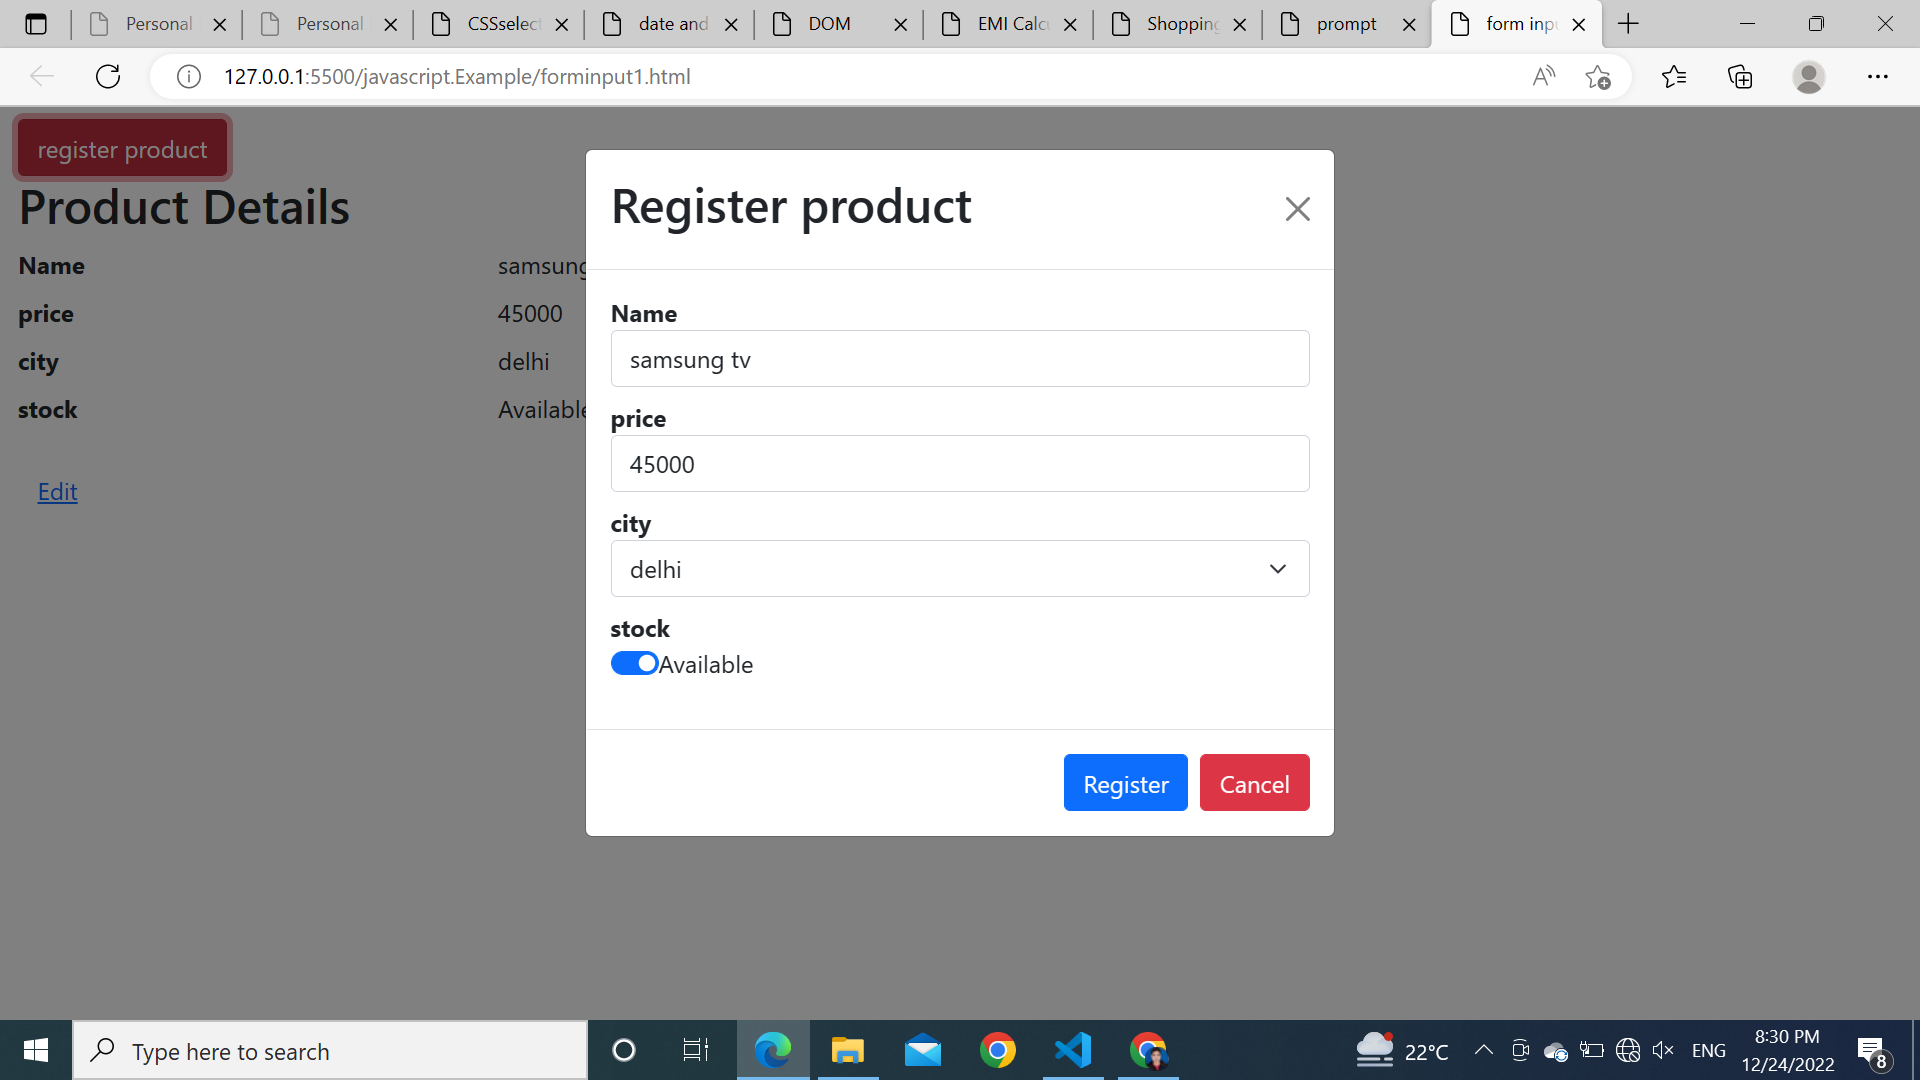 Personal
Personal
CSSselect
date and
DOM
EMI Calcu
Shopping
prompt
form inpu
127.0.0.1:5500/javascript.Example/forminput1.html
register product
Product Details
Name samsung
price 45000
city delhi
stock Available
Edit
Register product
Name
samsung tv
price
45000
city
delhi
stock
Available
Register Cancel
Type here to search
22°C
ENG
8:30 PM
12/24/2022
8